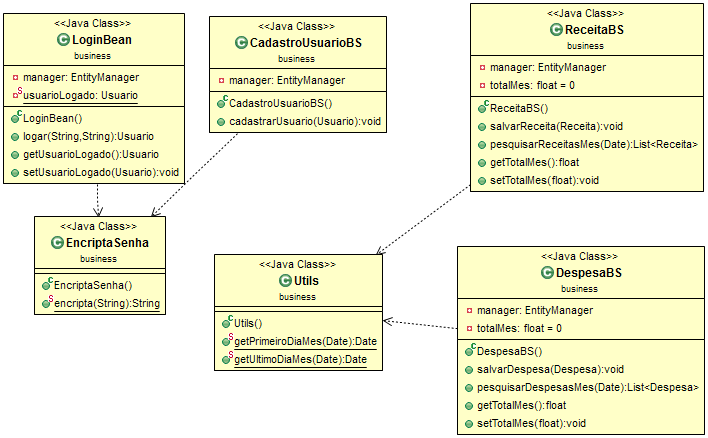 <<Java Class>>
LoginBean
business
manager: EntityManager
usuarioLogado: Usuario
LoginBean()
logar(String,String):Usuario
getUsuarioLogado():Usuario
setUsuarioLogado(Usuario):void
<<Java Class>>
CadastroUsuarioBS
business
manager: EntityManager
CadastroUsuarioBS()
cadastrarUsuario(Usuario):void
<<Java Class>>
ReceitaBS
business
manager: EntityManager
totalMes: float = 0
ReceitaBS()
salvarReceita(Receita):void
pesquisarReceitasMes(Date):List<Receita>
getTotalMes():float
setTotalMes(float):void
<<Java Class>>
EncriptaSenha
business
EncriptaSenha()
encripta(String):String
<<Java Class>>
Utils
business
Utils()
getPrimeiroDiaMes(Date):Date
getUltimoDiaMes(Date):Date
<<Java Class>>
DespesaBS
business
manager: EntityManager
totalMes: float = 0
DespesaBS()
salvarDespesa(Despesa):void
pesquisarDespesasMes(Date):List<Despesa>
getTotalMes():float
setTotalMes(float):void